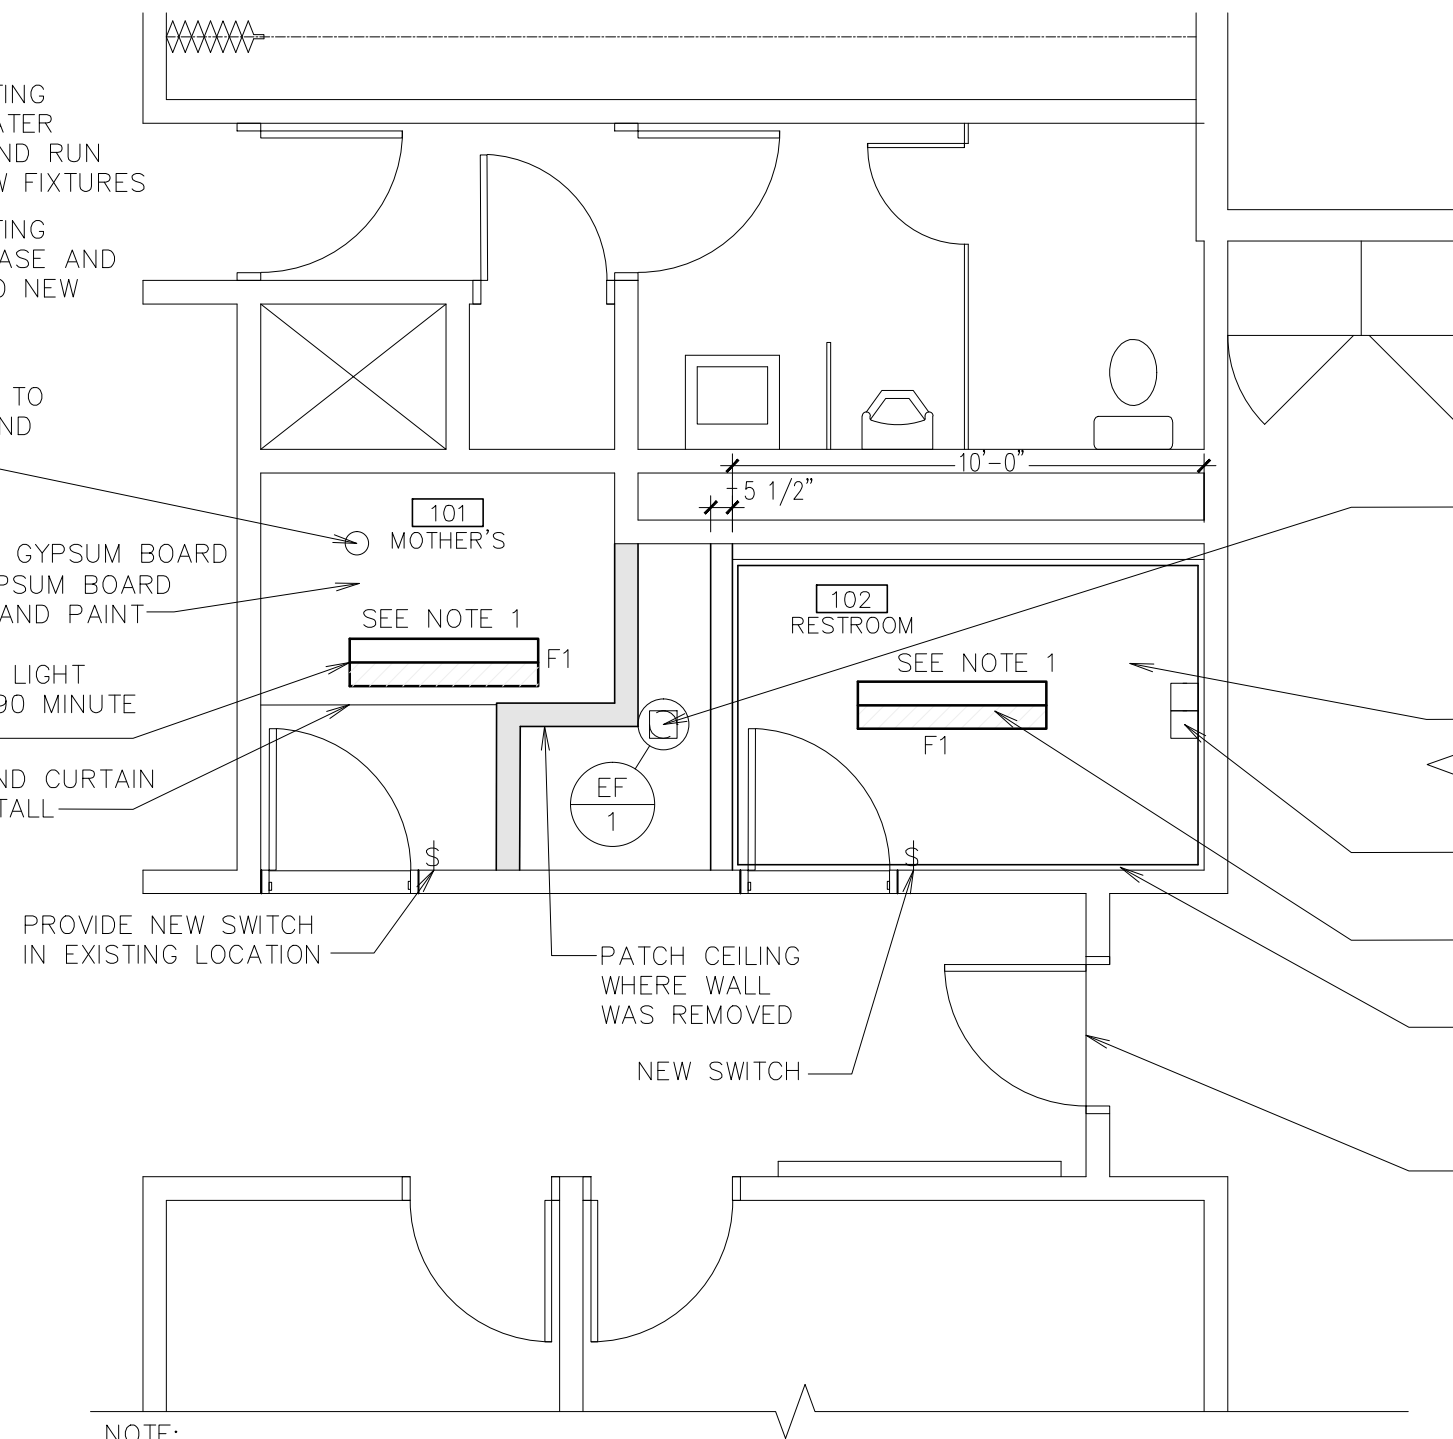 TING
ATER
ND RUN
W FIXTURES
TING
ASE AND
O NEW
TO
ND
10'-0"
5 1/2"
101
MOTHER'S
GYPSUM BOARD
PSUM BOARD
AND PAINT
SEE NOTE 1
F1
LIGHT
90 MINUTE
ND CURTAIN
TALL
102
RESTROOM
SEE NOTE 1
F1
EF
1
S
S
PROVIDE NEW SWITCH
IN EXISTING LOCATION
PATCH CEILING
WHERE WALL
WAS REMOVED
NEW SWITCH
NOTE: